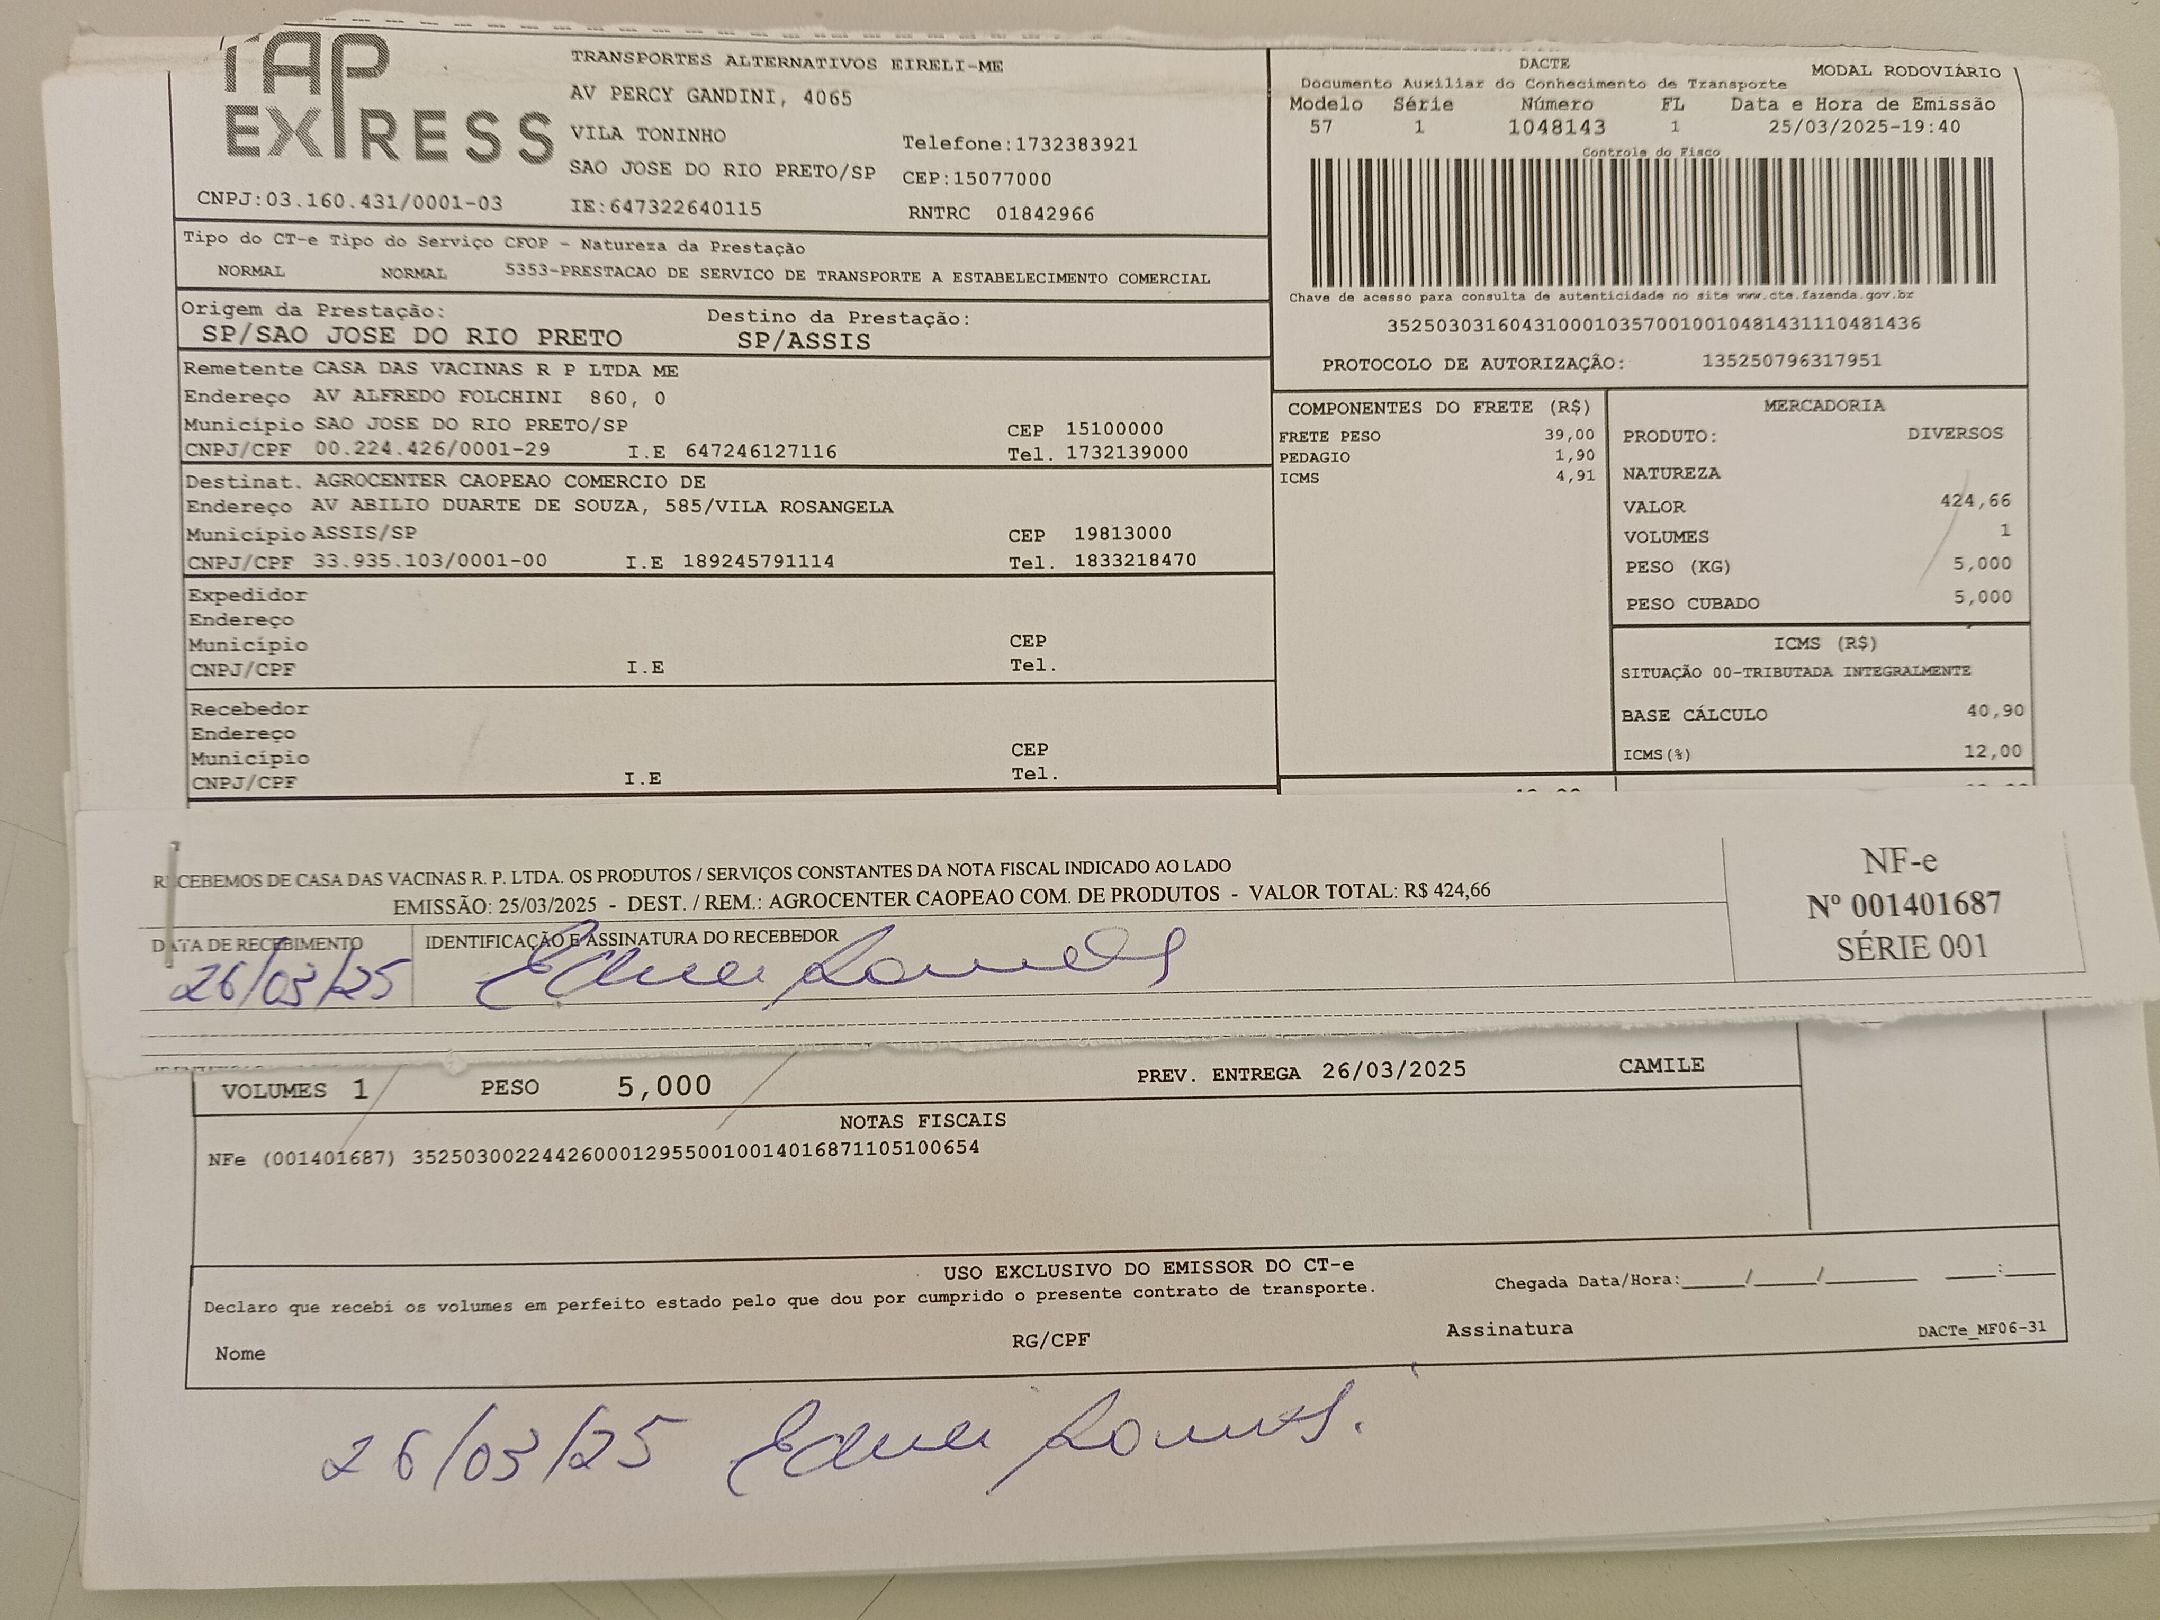 TAP
EXPRESS
CNPJ:03.160.431/0001-03
TRANSPORTES ALTERNATIVOS EIRELI-ME
AV PERCY GANDINI, 4065
VILA TONINHO
Telefone:1732383921
SAO JOSE DO RIO PRETO/SP
CEP:15077000
IE:647322640115
RNTRC 01842966
DACTE
MODAL RODOVIÁRIO
Documento Auxiliar do Conhecimento de Transporte
Modelo Série Número FL Data e Hora de Emissão
57 1 1048143 1 25/03/2025-19:40
Controle do Fisco
Chave de acesso para consulta de autenticidade no site www.cte.fazenda.gov.br
35250303160431000103570010010481431110481436
PROTOCOLO DE AUTORIZAÇÂO: 135250796317951
Tipo do CT-e Tipo do Serviço CFOP - Natureza da Prestação
NORMAL NORMAL 5353-PRESTACAO DE SERVICO DE TRANSPORTE A ESTABELECIMENTO COMERCIAL
Origem da Prestação: Destino da Prestação:
SP/SAO JOSE DO RIO PRETO SP/ASSIS
Remetente CASA DAS VACINAS R P LTDA ME
Endereço AV ALFREDO FOLCHINI 860, 0
Município SAO JOSE DO RIO PRETO/SP CEP 15100000
CNPJ/CPF 00.224.426/0001-29 I.E 647246127116 Tel. 1732139000
Destinat. AGROCENTER CAOPEAO COMERCIO DE
Endereço AV ABILIO DUARTE DE SOUZA, 585/VILA ROSANGELA
Município ASSIS/SP CEP 19813000
CNPJ/CPF 33.935.103/0001-00 I.E 189245791114 Tel. 1833218470
Expedidor
Endereço
Município CEP
CNPJ/CPF I.E Tel.
Recebedor
Endereço
Município CEP
CNPJ/CPF I.E Tel.
COMPONENTES DO FRETE (R$)
FRETE PESO 39,00
PEDAGIO 1,90
ICMS 4,91
MERCADORIA
PRODUTO: DIVERSOS
NATUREZA
VALOR 424,66
VOLUMES 1
PESO (KG) 5,000
PESO CUBADO 5,000
ICMS (R$)
SITUAÇÃO 00-TRIBUTADA INTEGRALMENTE
BASE CÁLCULO 40,90
ICMS(%) 12,00
RECEBEMOS DE CASA DAS VACINAS R. P. LTDA. OS PRODUTOS / SERVIÇOS CONSTANTES DA NOTA FISCAL INDICADO AO LADO
EMISSÃO: 25/03/2025 - DEST. / REM.: AGROCENTER CAOPEAO COM. DE PRODUTOS - VALOR TOTAL: R$ 424,66
DATA DE RECEBIMENTO IDENTIFICAÇÃO E ASSINATURA DO RECEBEDOR
26/03/25
NF-e
Nº 001401687
SÉRIE 001
VOLUMES 1 PESO 5,000 PREV. ENTREGA 26/03/2025 CAMILE
NOTAS FISCAIS
NFe (001401687) 35250300224426000129550010014016871105100654
USO EXCLUSIVO DO EMISSOR DO CT-e
Declaro que recebi os volumes em perfeito estado pelo que dou por cumprido o presente contrato de transporte.
Chegada Data/Hora:____/____/______ ___:___
Nome RG/CPF Assinatura DACTe_MF06-31
26/03/25